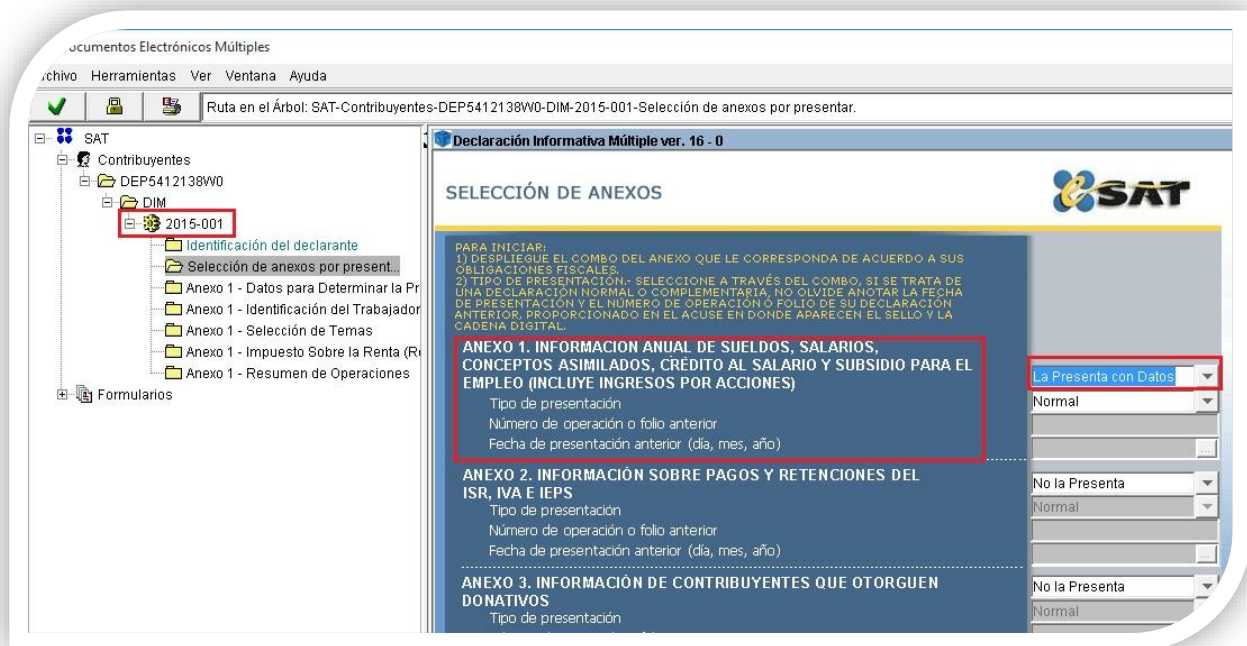 ocumentos Electrónicos Múltiples
rchivo Herramientas Ver Ventana Ayuda
Ruta en el Árbol: SAT-Contribuyentes-DEP5412138W0-DIM-2015-001-Selección de anexos por presentar.
SAT
Contribuyentes
DEP5412138W0
DIM
2015-001
Identificación del declarante
Selección de anexos por present...
Anexo 1 - Datos para Determinar la Pr
Anexo 1 - Identificación del Trabajador
Anexo 1 - Selección de Temas
Anexo 1 - Impuesto Sobre la Renta (R
Anexo 1 - Resumen de Operaciones
Formularios
Declaración Informativa Múltiple ver. 16 - 0
SELECCIÓN DE ANEXOS
eSAT
PARA INICIAR:
1) DESPLIEGUE EL COMBO DEL ANEXO QUE LE CORRESPONDA DE ACUERDO A SUS
OBLIGACIONES FISCALES.
2) TIPO DE PRESENTACIÓN.- SELECCIONE A TRAVÉS DEL COMBO, SI SE TRATA DE
UNA DECLARACIÓN NORMAL O COMPLEMENTARIA, NO OLVIDE ANOTAR LA FECHA
DE PRESENTACIÓN Y EL NÚMERO DE OPERACIÓN O FOLIO DE SU DECLARACIÓN
ANTERIOR, PROPORCIONADO EN EL ACUSE EN DONDE APARECEN EL SELLO Y LA
CADENA DIGITAL.
ANEXO 1. INFORMACION ANUAL DE SUELDOS, SALARIOS,
CONCEPTOS ASIMILADOS, CRÉDITO AL SALARIO Y SUBSIDIO PARA EL
EMPLEO (INCLUYE INGRESOS POR ACCIONES)
La Presenta con Datos
Tipo de presentación
Normal
Número de operación o folio anterior
Fecha de presentación anterior (día, mes, año)
...
ANEXO 2. INFORMACIÓN SOBRE PAGOS Y RETENCIONES DEL
ISR, IVA E IEPS
No la Presenta
Tipo de presentación
Normal
Número de operación o folio anterior
Fecha de presentación anterior (día, mes, año)
...
ANEXO 3. INFORMACIÓN DE CONTRIBUYENTES QUE OTORGUEN
DONATIVOS
No la Presenta
Tipo de presentación
Normal